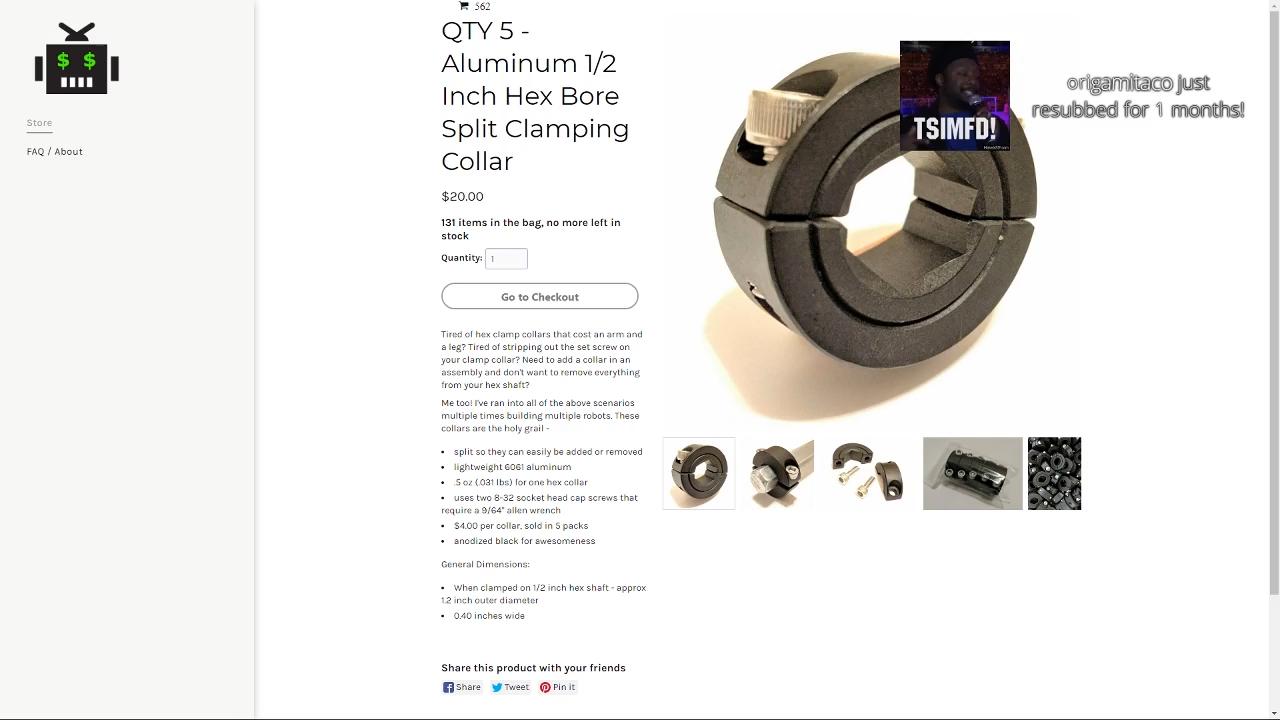 562
QTY 5 -
Aluminum 1/2
Inch Hex Bore
Split Clamping
Collar
$20.00
131 items in the bag, no more left in
stock
Quantity: 1
Go to Checkout
Tired of hex clamp collars that cost an arm and
a leg? Tired of stripping out the set screw on
your clamp collar? Need to add a collar in an
assembly and don't want to remove everything
from your hex shaft?
Me too! I've ran into all of the above scenarios
multiple times building multiple robots. These
collars are the holy grail -
• split so they can easily be added or removed
• lightweight 6061 aluminum
• .5 oz (.031 lbs) for one hex collar
• uses two 8-32 socket head cap screws that
require a 9/64" allen wrench
• $4.00 per collar, sold in 5 packs
• anodized black for awesomeness
General Dimensions:
• When clamped on 1/2 inch hex shaft - approx
1.2 inch outer diameter
• 0.40 inches wide
Share this product with your friends
Share Tweet Pin it
$ $
Store
FAQ / About
TSIMFD!
origamitaco just
resubbed for 1 months!